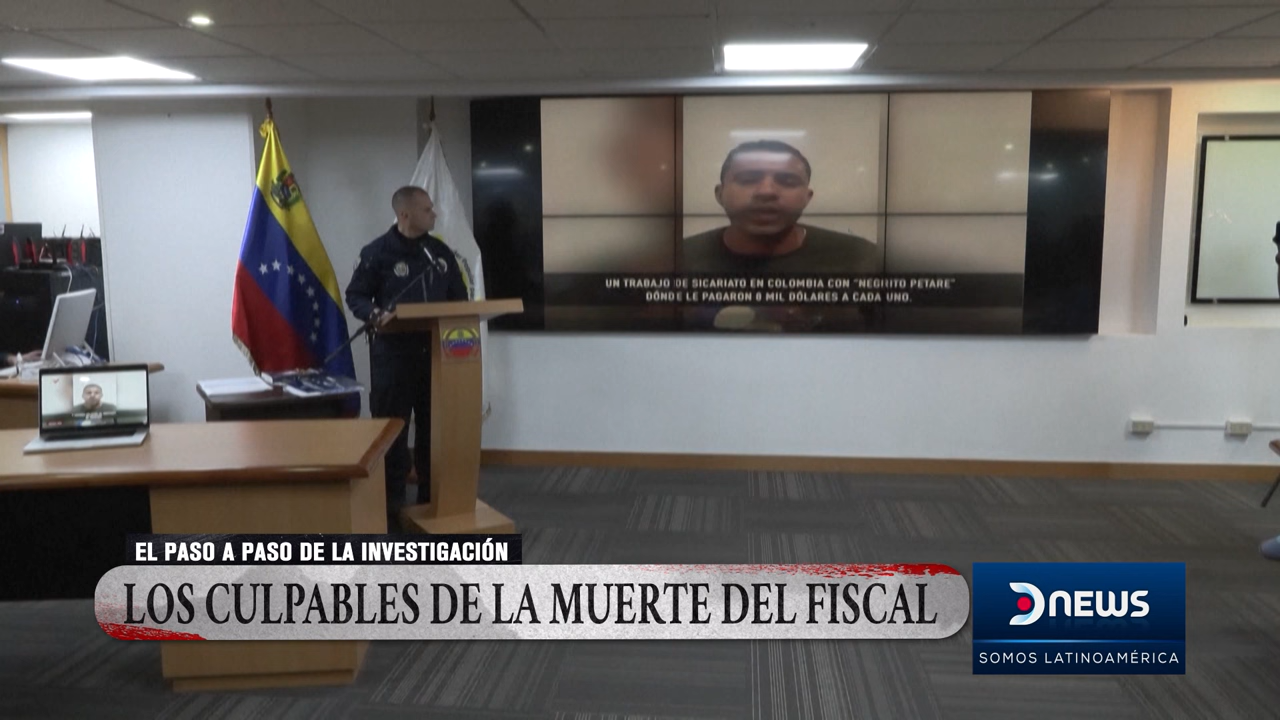 UN TRABAJO DE SICARIATO EN COLOMBIA CON "NEGRITO PETARE"
DÓNDE LE PAGARON 8 MIL DÓLARES A CADA UNO.
EL PASO A PASO DE LA INVESTIGACIÓN
LOS CULPABLES DE LA MUERTE DEL FISCAL
DNEWS
SOMOS LATINOAMÉRICA